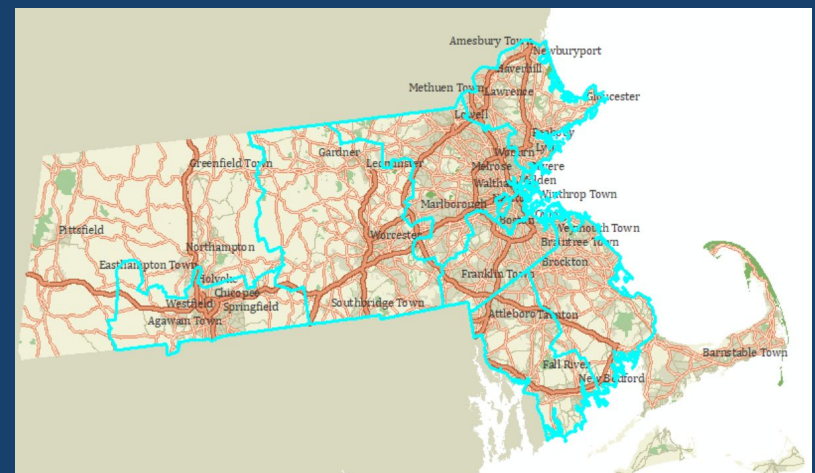 Amesbury Town
Newburyport
Haverhill
Methuen Town
Lawrence
Gloucester
Lowell
Peabody
Gardner
Greenfield Town
Leominster
Woburn
Melrose
Revere
Malden
Waltham
Winthrop Town
Marlborough
Boston
Weymouth Town
Pittsfield
Worcester
Braintree Town
Northampton
Easthampton Town
Brockton
Holyoke
Franklin Town
Chicopee
Westfield
Southbridge Town
Springfield
Agawam Town
Attleboro
Taunton
Barnstable Town
Fall River
New Bedford